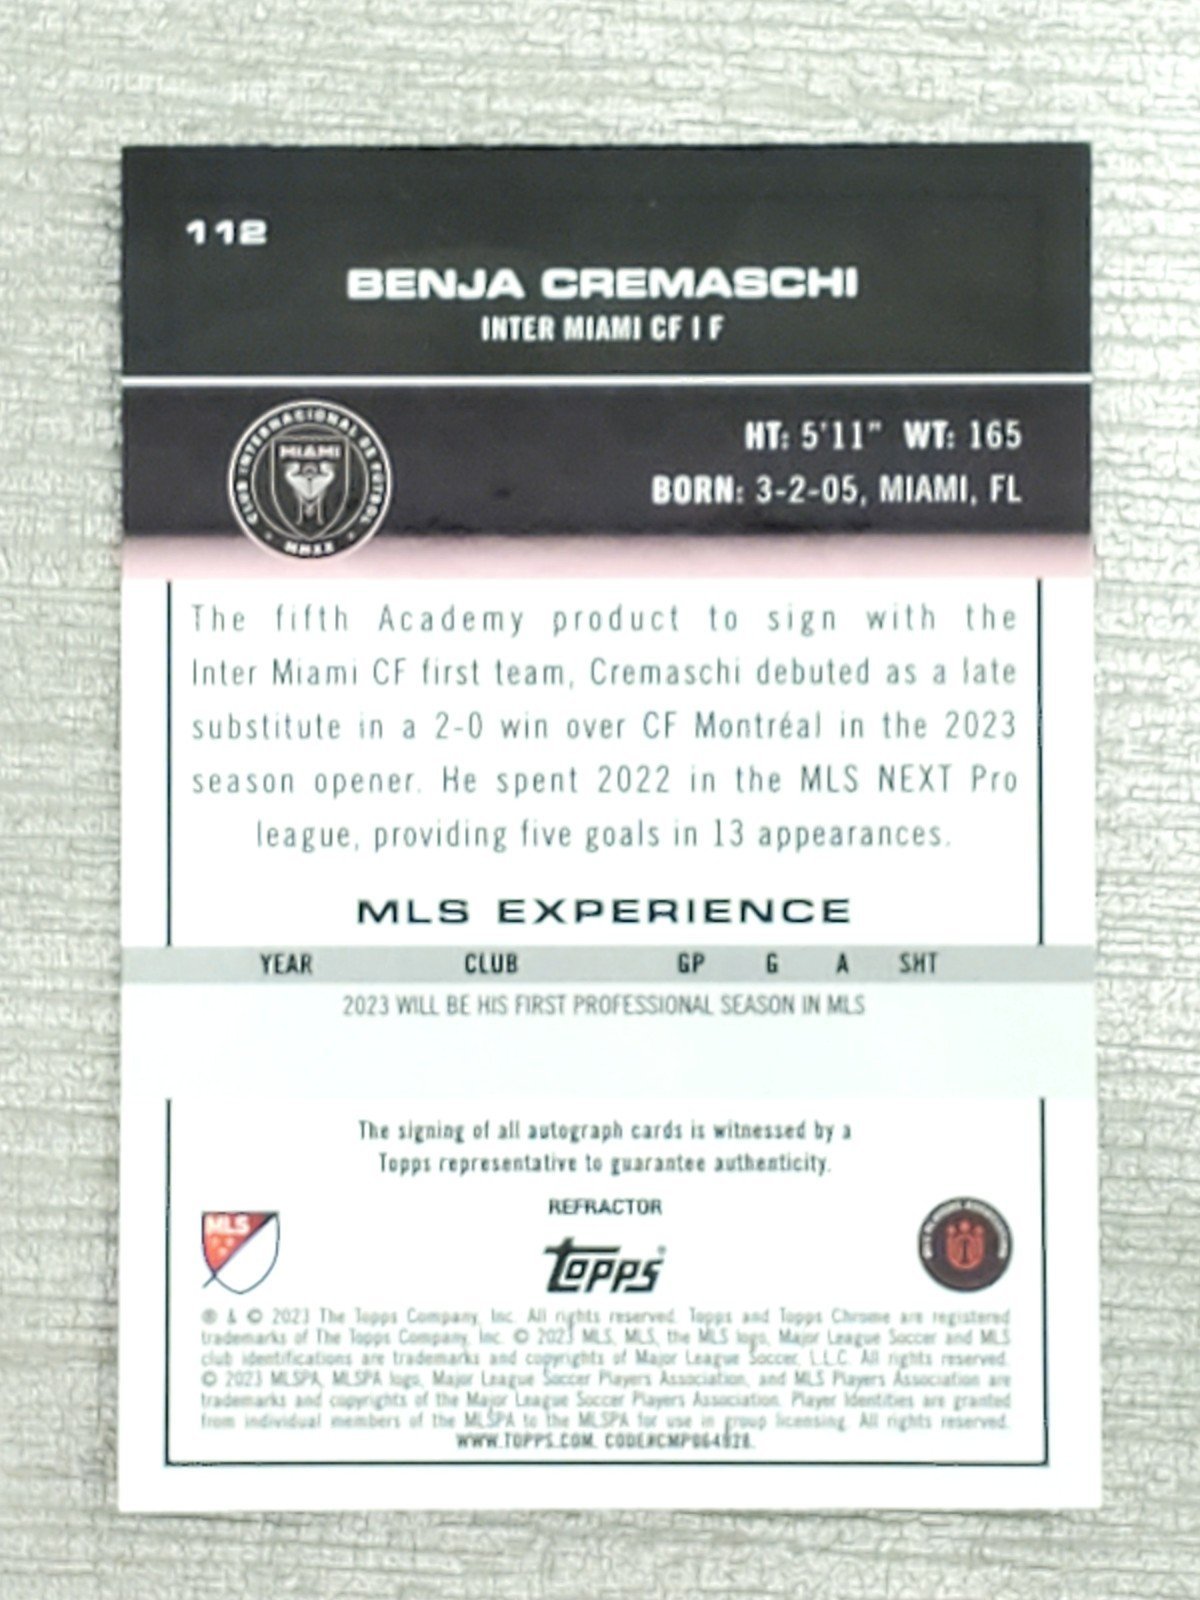 112
BENJA CREMASCHI
INTER MIAMI CF I F
CLUB INTERNACIONAL DE FÚTBOL
MIAMI
MMXX
HT: 5'11" WT: 165
BORN: 3-2-05, MIAMI, FL
The fifth Academy product to sign with the
Inter Miami CF first team, Cremaschi debuted as a late
substitute in a 2-0 win over CF Montréal in the 2023
season opener. He spent 2022 in the MLS NEXT Pro
league, providing five goals in 13 appearances.
MLS EXPERIENCE
YEAR CLUB GP G A SHT
2023 WILL BE HIS FIRST PROFESSIONAL SEASON IN MLS
The signing of all autograph cards is witnessed by a
Topps representative to guarantee authenticity.
REFRACTOR
MLS
Topps®
® & © 2023 The Topps Company, Inc. All rights reserved. Topps and Topps Chrome are registered
trademarks of The Topps Company, Inc. © 2023 MLS, MLS, the MLS logo, Major League Soccer and MLS
club identifications are trademarks and copyrights of Major League Soccer, L.L.C. All rights reserved.
© 2023 MLSPA, MLSPA logo, Major League Soccer Players Association, and MLS Players Association are
trademarks and copyrights of the Major League Soccer Players Association. Player Identities are granted
from individual members of the MLSPA to the MLSPA for use in group licensing. All rights reserved.
WWW.TOPPS.COM. CODE#CMP064928.